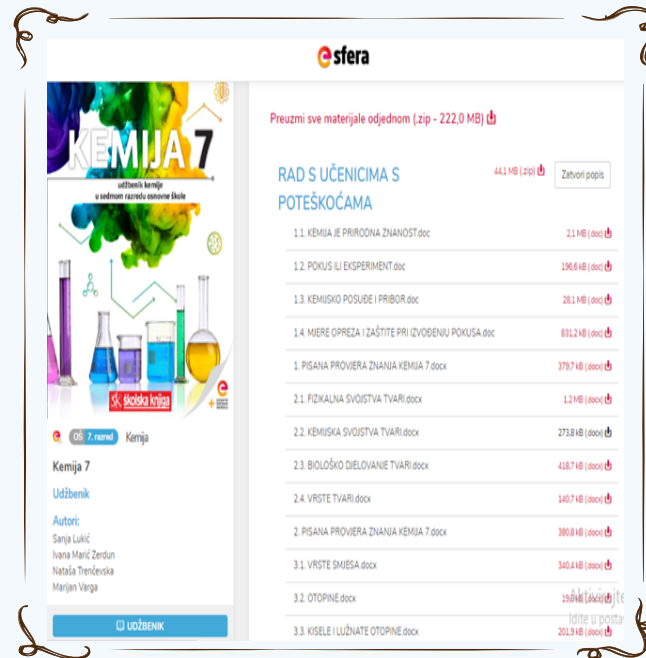 e sfera
KEMIJA 7
udžbenik kemije
u sedmom razredu osnovne škole
SK školska knjiga
OŠ 7. razred Kemija
Kemija 7
Udžbenik
Autori:
Sanja Lukić
Ivana Marić Zerdun
Nataša Trenčevska
Marijan Varga
UDŽBENIK
Preuzmi sve materijale odjednom (.zip - 222,0 MB)
RAD S UČENICIMA S
POTEŠKOĆAMA
44,1 MB (.zip)
Zatvori popis
1.1. KEMIJA JE PRIRODNA ZNANOST.doc 2,1 MB (.doc)
1.2. POKUS ILI EKSPERIMENT.doc 196,6 kB (.doc)
1.3. KEMIJSKO POSUĐE I PRIBOR.doc 28,1 MB (.doc)
1.4. MJERE OPREZA I ZAŠTITE PRI IZVOĐENJU POKUSA.doc 831,2 kB (.doc)
1. PISANA PROVJERA ZNANJA KEMIJA 7.docx 379,7 kB (.docx)
2.1. FIZIKALNA SVOJSTVA TVARI.docx 1,2 MB (.docx)
2.2. KEMIJSKA SVOJSTVA TVARI.docx 273,8 kB (.docx)
2.3. BIOLOŠKO DJELOVANJE TVARI.docx 418,7 kB (.docx)
2.4. VRSTE TVARI.docx 140,7 kB (.docx)
2. PISANA PROVJERA ZNANJA KEMIJA 7.docx 380,8 kB (.docx)
3.1. VRSTE SMJESA.docx 340,4 kB (.docx)
3.2. OTOPINE.docx
Aktivirajte
Idite u posta
3.3. KISELE I LUŽNATE OTOPINE.docx 201,9 kB (.docx)